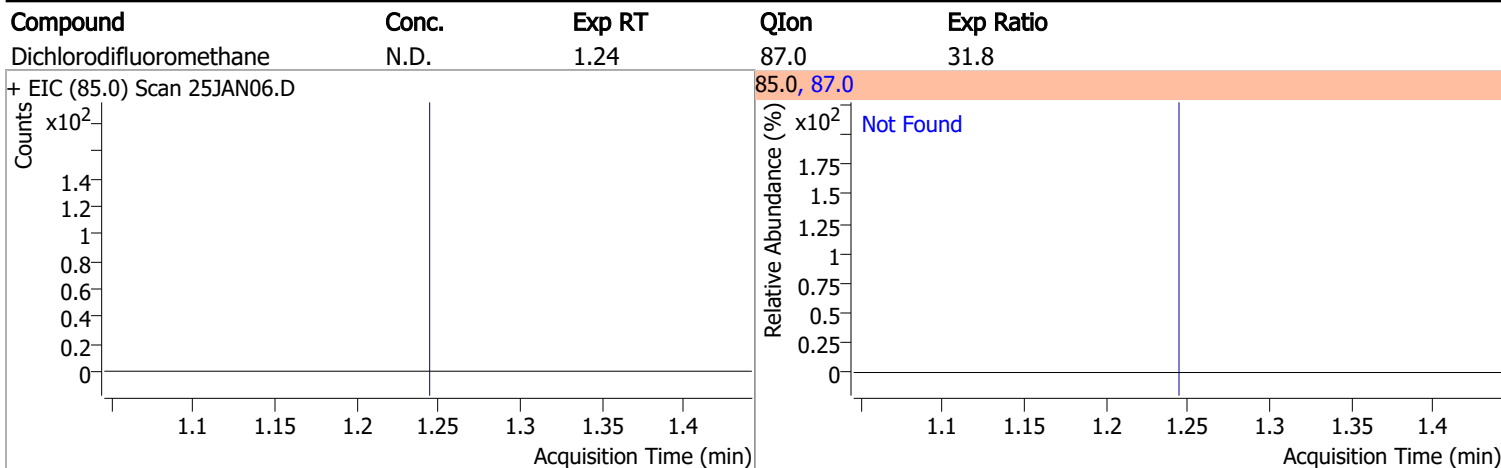 Compound Conc. Exp RT QIon Exp Ratio
Dichlorodifluoromethane N.D. 1.24 87.0 31.8
+ EIC (85.0) Scan 25JAN06.D
Counts
x10²
1.4
1.2
1
0.8
0.6
0.4
0.2
0
1.1 1.15 1.2 1.25 1.3 1.35 1.4
Acquisition Time (min)
85.0, 87.0
Relative Abundance (%)
x10²
Not Found
1.75
1.5
1.25
1
0.75
0.5
0.25
0
1.1 1.15 1.2 1.25 1.3 1.35 1.4
Acquisition Time (min)